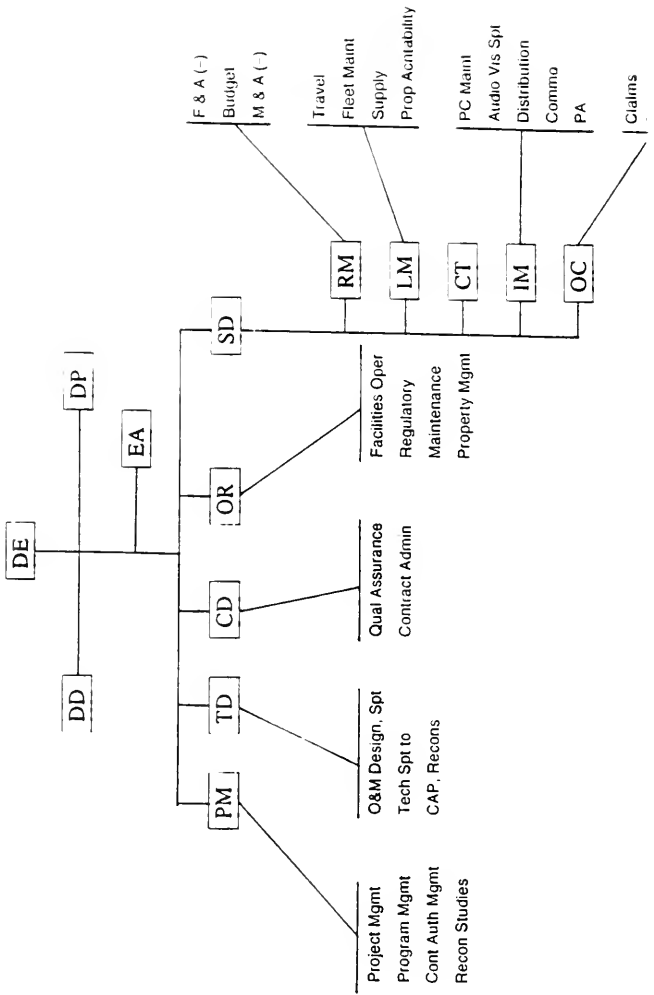 DE
DD
DP
EA
PM
TD
CD
OR
SD
Project Mgmt
Program Mgmt
Cont Auth Mgmt
Recon Studies
O&M Design, Spt
Tech Spt to
CAP, Recons
Qual Assurance
Contract Admin
Facilities Oper
Regulatory
Maintenance
Property Mgmt
RM
LM
CT
IM
OC
F & A (-)
Budget
M & A (-)
Travel
Fleet Maint
Supply
Prop Acntability
PC Maint
Audio Vis Spt
Distribution
Commo
PA
Claims